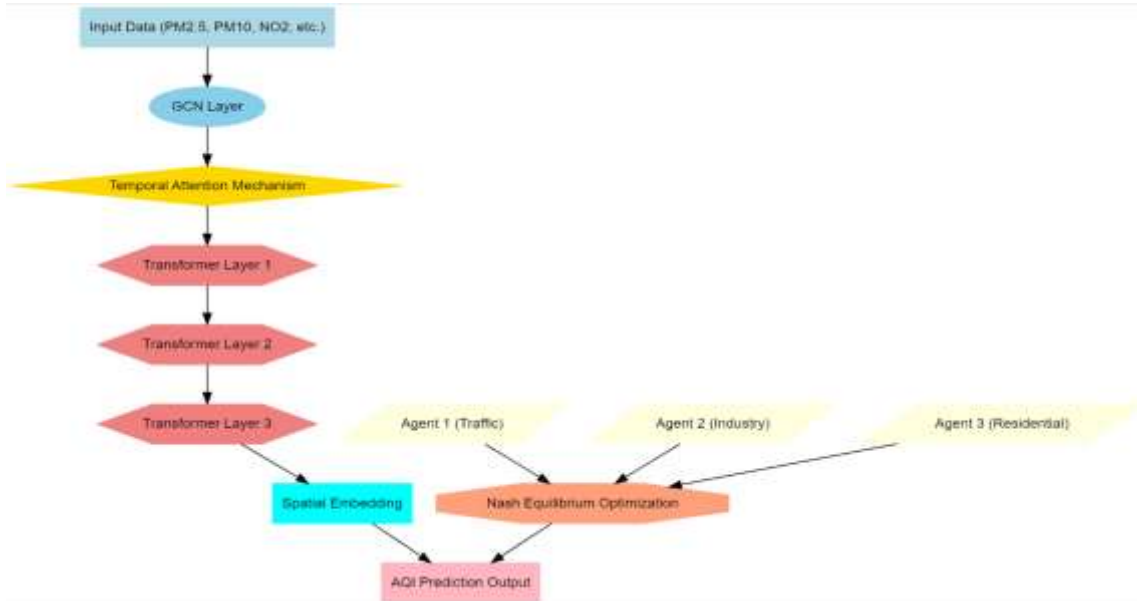 Input Data (PM2.5, PM10, NO2, etc.)
GCN Layer
Temporal Attention Mechanism
Transformer Layer 1
Transformer Layer 2
Transformer Layer 3
Agent 1 (Traffic)
Agent 2 (Industry)
Agent 3 (Residential)
Spatial Embedding
Nash Equilibrium Optimization
AQI Prediction Output